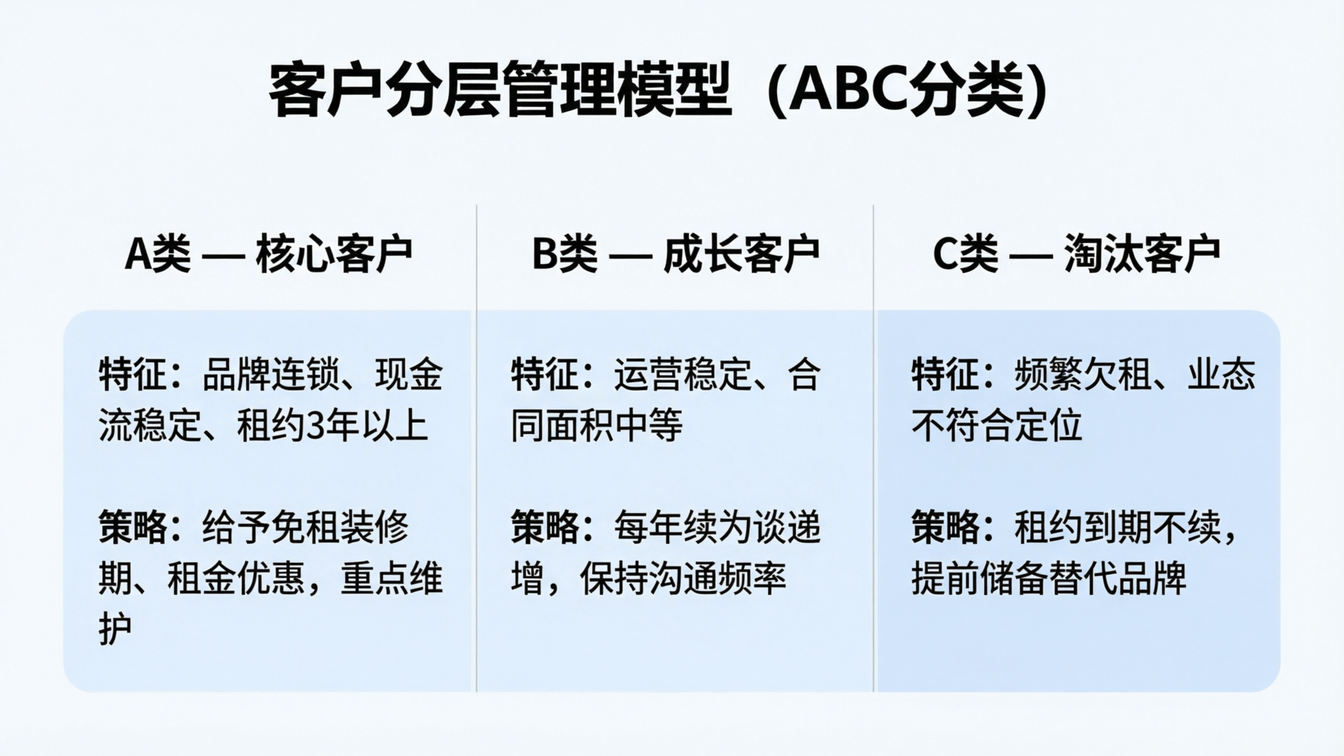 客户分层管理模型（ABC分类）
A类 — 核心客户
特征：品牌连锁、现金
流稳定、租约3年以上
策略：给予免租装修
期、租金优惠，重点维
护
B类 — 成长客户
特征：运营稳定、合
同面积中等
策略：每年续为谈递
增，保持沟通频率
C类 — 淘汰客户
特征：频繁欠租、业态
不符合定位
策略：租约到期不续，
提前储备替代品牌